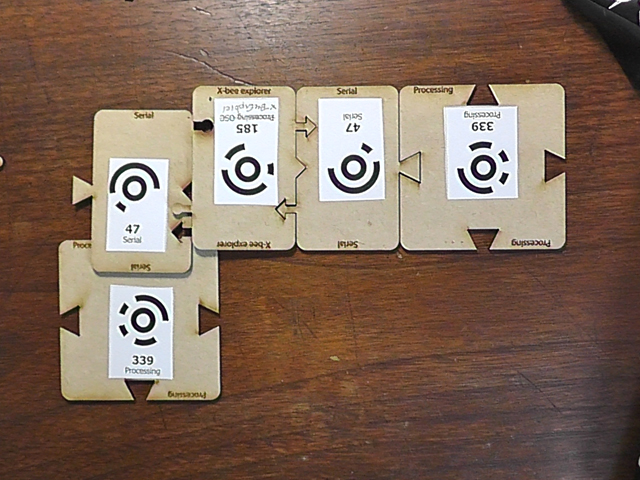 Serial
47
Serial
Serial
X-bee explorer
185
Processing-OSC
X-bee explorer
Serial
47
Serial
Serial
Processing
339
Processing
Processing
339
Processing
Processing